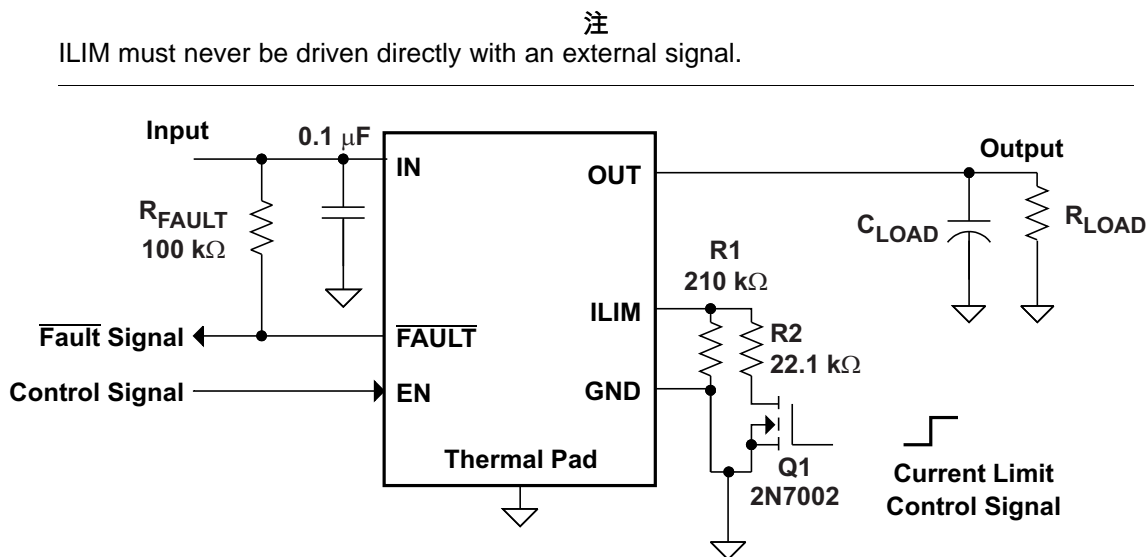 注
ILIM must never be driven directly with an external signal.
Input
0.1 μF
IN
OUT
Output
RFAULT
100 kΩ
CLOAD
RLOAD
R1
210 kΩ
ILIM
R2
22.1 kΩ
Fault Signal
FAULT
Control Signal
EN
GND
Thermal Pad
Q1
2N7002
Current Limit
Control Signal